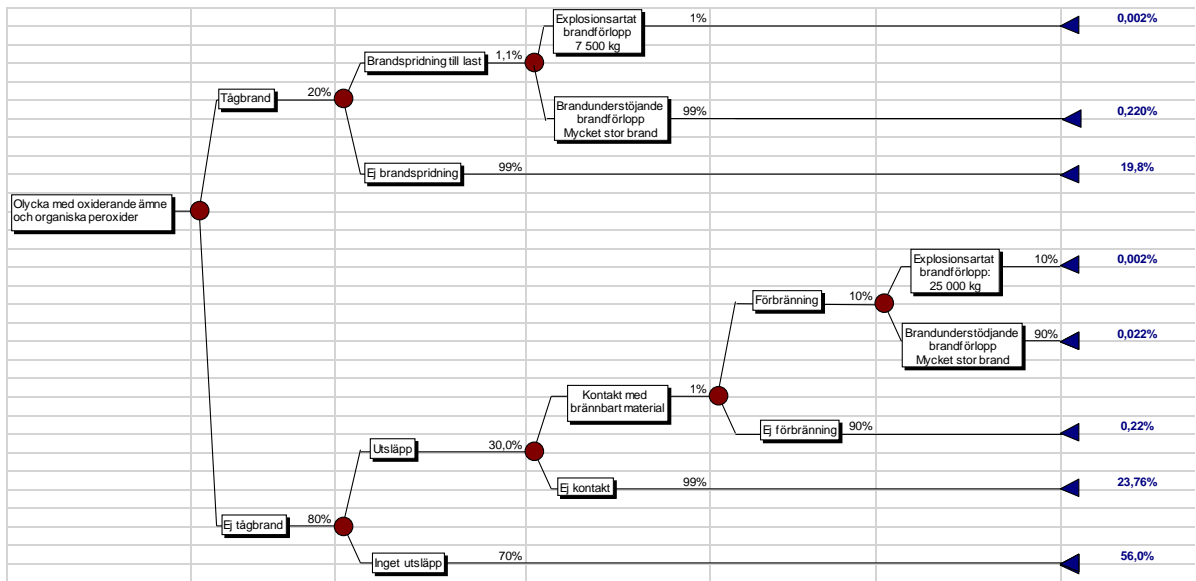 Explosionsartat
brandförlopp
7 500 kg
1%
0,002%
Brandspridning till last
1,1%
Tågbrand
20%
Brandunderstöjande
brandförlopp
Mycket stor brand
99%
0,220%
Ej brandspridning
99%
19,8%
Olycka med oxiderande ämne
och organiska peroxider
Explosionsartat
brandförlopp:
25 000 kg
10%
0,002%
Förbränning
10%
Brandunderstödjande
brandförlopp
Mycket stor brand
90%
0,022%
Kontakt med
brännbart material
1%
Ej förbränning
90%
0,22%
Utsläpp
30,0%
Ej kontakt
99%
23,76%
Ej tågbrand
80%
Inget utsläpp
70%
56,0%